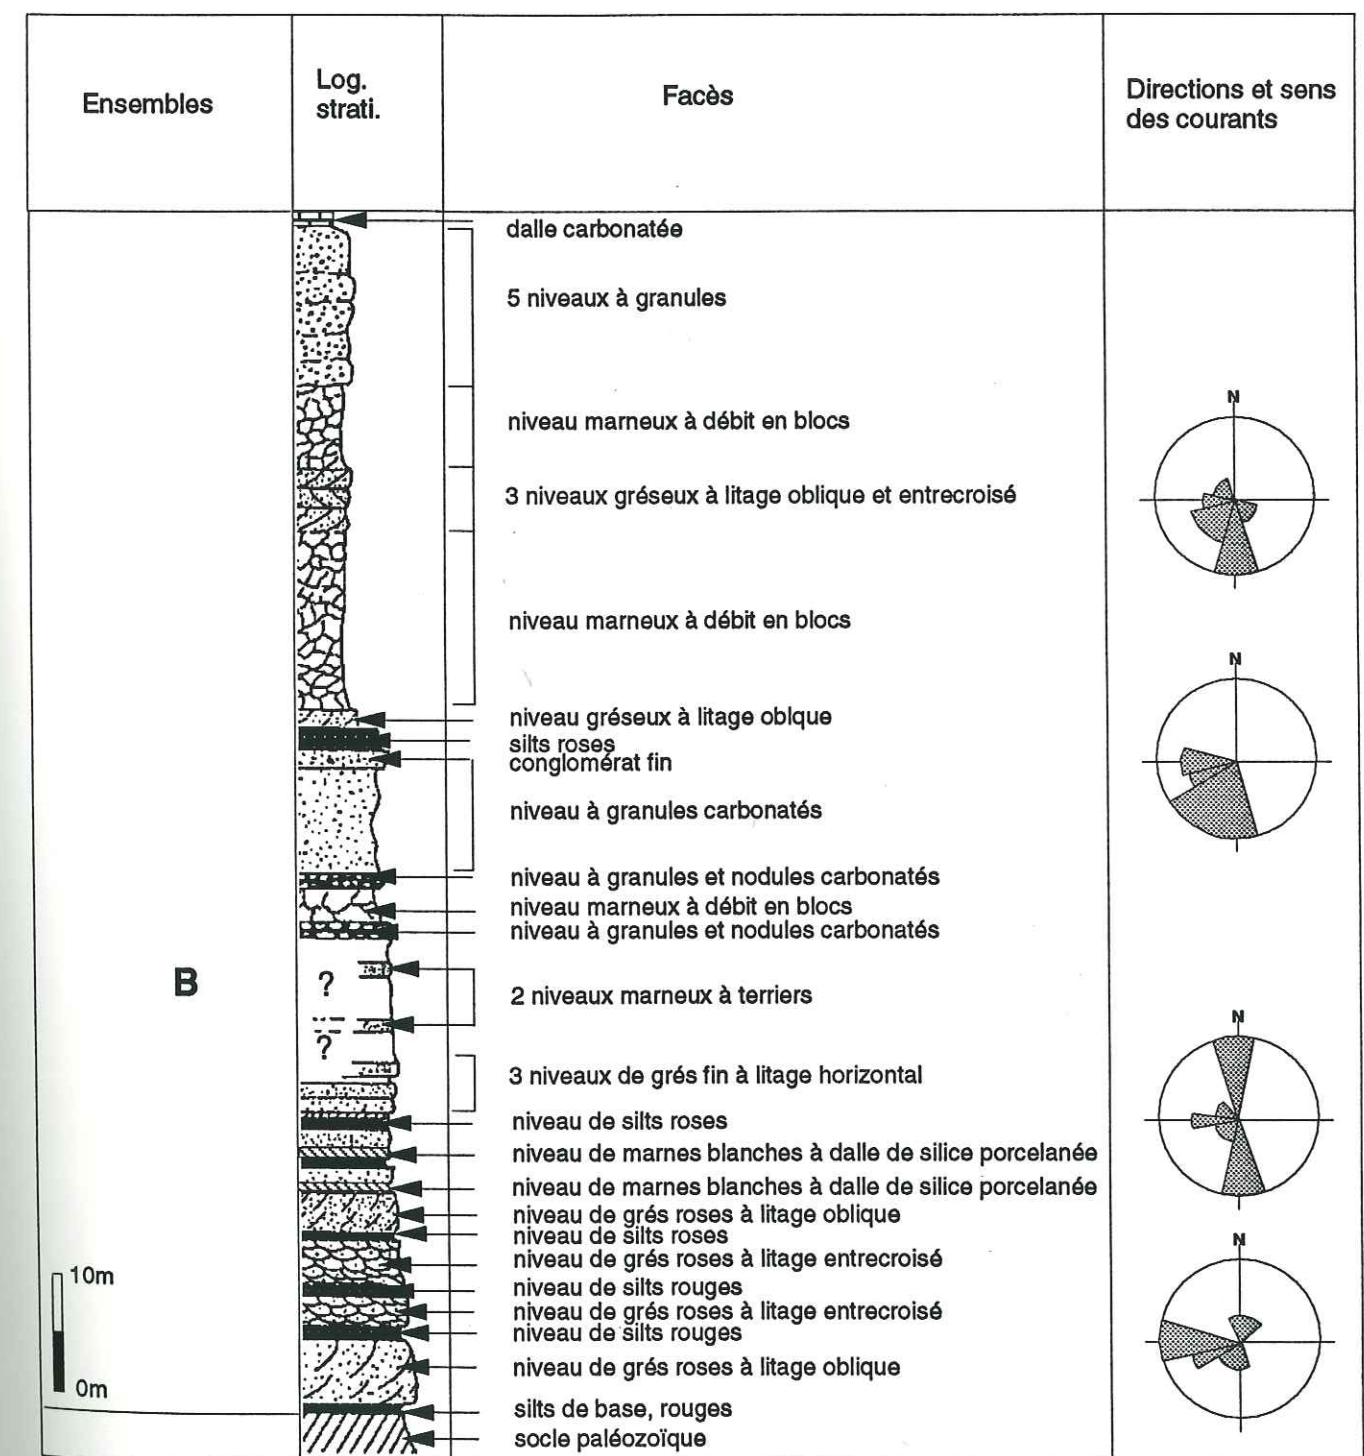 Ensembles
Log.
strati.
Facès
Directions et sens
des courants
dalle carbonatée
5 niveaux à granules
niveau marneux à débit en blocs
N
3 niveaux gréseux à litage oblique et entrecroisé
niveau marneux à débit en blocs
N
niveau gréseux à litage oblque
silts roses
conglomérat fin
niveau à granules carbonatés
niveau à granules et nodules carbonatés
niveau marneux à débit en blocs
niveau à granules et nodules carbonatés
B
?
2 niveaux marneux à terriers
?
N
3 niveaux de grés fin à litage horizontal
niveau de silts roses
niveau de marnes blanches à dalle de silice porcelanée
niveau de marnes blanches à dalle de silice porcelanée
niveau de grés roses à litage oblique
niveau de silts roses
N
niveau de grés roses à litage entrecroisé
10m
niveau de silts rouges
niveau de grés roses à litage entrecroisé
niveau de silts rouges
niveau de grés roses à litage oblique
0m
silts de base, rouges
socle paléozoïque